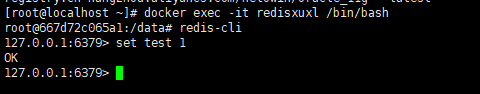 [root@localhost ~]# docker exec -it redisxuxl /bin/bash
root@667d72c065a1:/data# redis-cli
127.0.0.1:6379> set test 1
OK
127.0.0.1:6379>